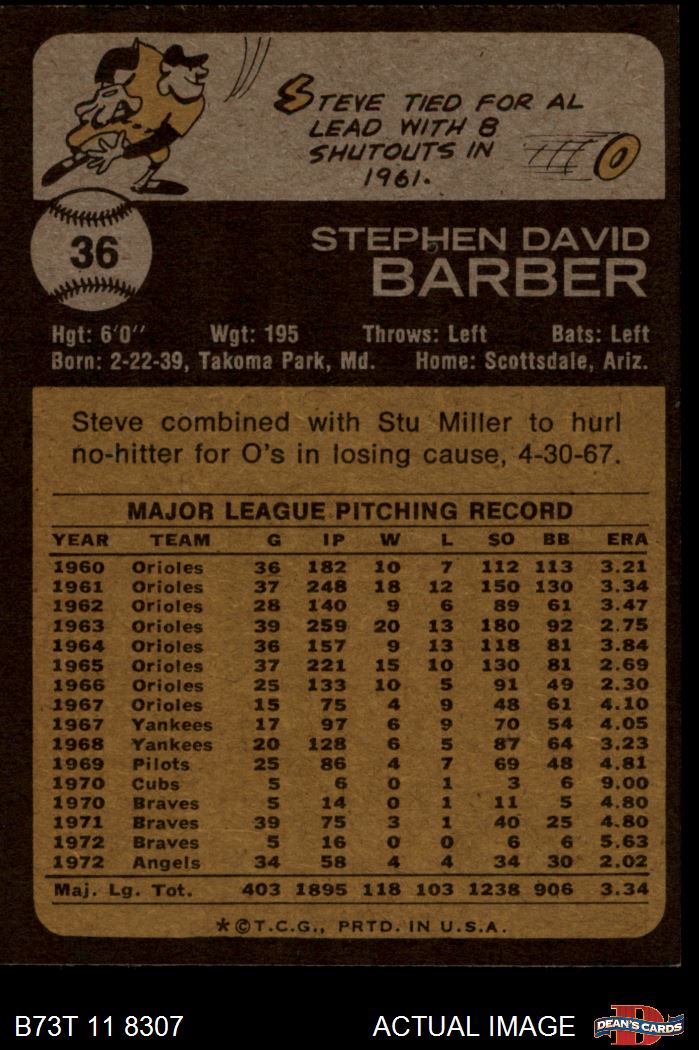 STEVE TIED FOR AL
LEAD WITH 8
SHUTOUTS IN
1961.
36
STEPHEN DAVID
BARBER
Hgt: 6'0" Wgt: 195 Throws: Left Bats: Left
Born: 2-22-39, Takoma Park, Md. Home: Scottsdale, Ariz.
Steve combined with Stu Miller to hurl
no-hitter for O's in losing cause, 4-30-67.
MAJOR LEAGUE PITCHING RECORD
YEAR TEAM G IP W L SO BB ERA
1960 Orioles 36 182 10 7 112 113 3.21
1961 Orioles 37 248 18 12 150 130 3.34
1962 Orioles 28 140 9 6 89 61 3.47
1963 Orioles 39 259 20 13 180 92 2.75
1964 Orioles 36 157 9 13 118 81 3.84
1965 Orioles 37 221 15 10 130 81 2.69
1966 Orioles 25 133 10 5 91 49 2.30
1967 Orioles 15 75 4 9 48 61 4.10
1967 Yankees 17 97 6 9 70 54 4.05
1968 Yankees 20 128 6 5 87 64 3.23
1969 Pilots 25 86 4 7 69 48 4.81
1970 Cubs 5 6 0 1 3 6 9.00
1970 Braves 5 14 0 1 11 5 4.80
1971 Braves 39 75 3 1 40 25 4.80
1972 Braves 5 16 0 0 6 6 5.63
1972 Angels 34 58 4 4 34 30 2.02
Maj. Lg. Tot. 403 1895 118 103 1238 906 3.34
*©T.C.G., PRTD. IN U.S.A.
B73T 11 8307 ACTUAL IMAGE
D
DEAN'S CARDS